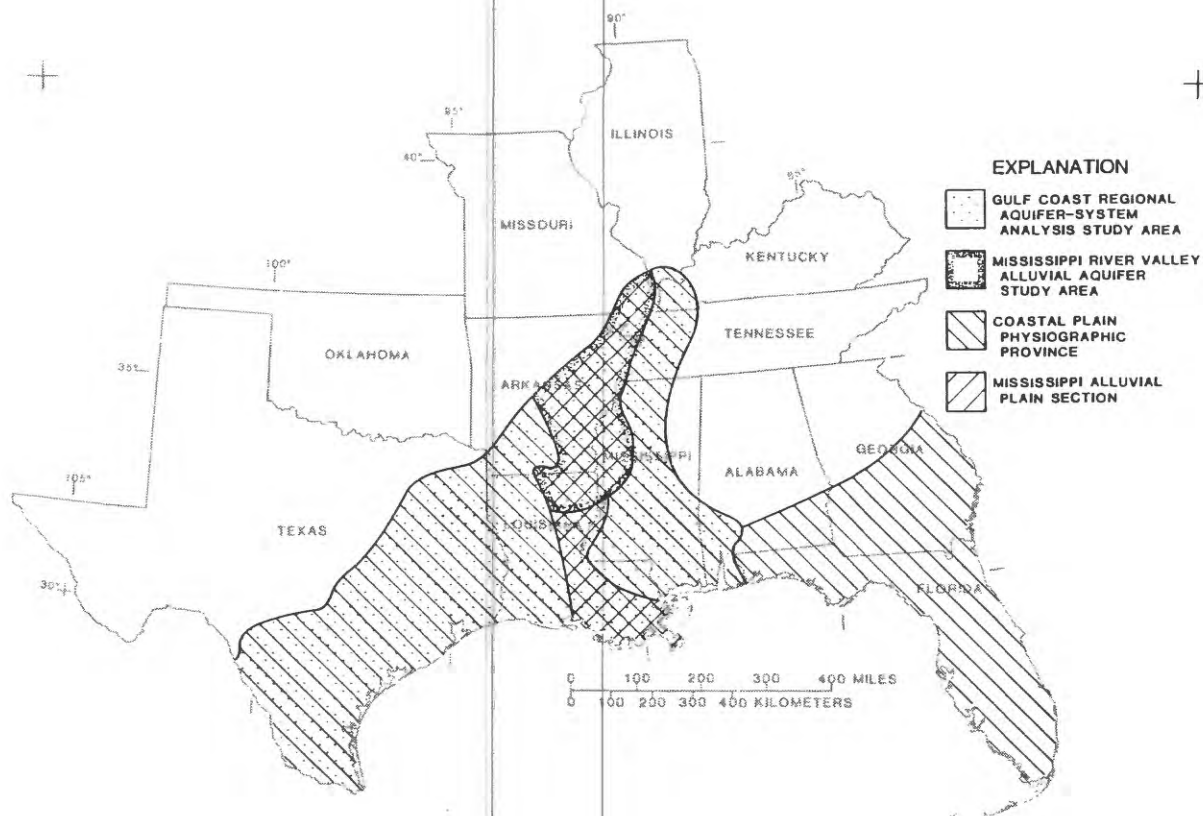 90°
95°
ILLINOIS
40°
85°
MISSOURI
KENTUCKY
100°
TENNESSEE
OKLAHOMA
35°
ARKANSAS
MISSISSIPPI
GEORGIA
ALABAMA
105°
TEXAS
LOUISIANA
30°
FLORIDA
EXPLANATION
GULF COAST REGIONAL
AQUIFER-SYSTEM
ANALYSIS STUDY AREA
MISSISSIPPI RIVER VALLEY
ALLUVIAL AQUIFER
STUDY AREA
COASTAL PLAIN
PHYSIOGRAPHIC
PROVINCE
MISSISSIPPI ALLUVIAL
PLAIN SECTION
0 100 200 300 400 MILES
0 100 200 300 400 KILOMETERS